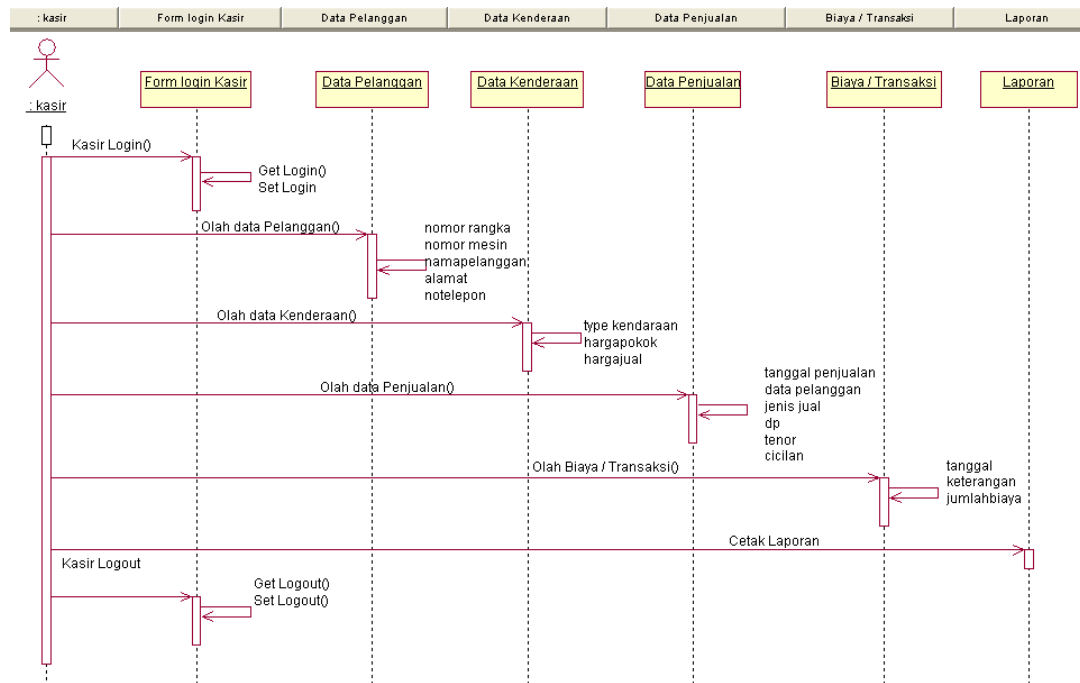 : kasir
Form login Kasir
Data Pelanggan
Data Kenderaan
Data Penjualan
Biaya / Transaksi
Laporan
Form login Kasir
Data Pelanggan
Data Kenderaan
Data Penjualan
Biaya / Transaksi
Laporan
: kasir
Kasir Login()
Get Login()
Set Login
Olah data Pelanggan()
nomor rangka
nomor mesin
namapelanggan
alamat
notelepon
Olah data Kenderaan()
type kendaraan
hargapokok
hargajual
Olah data Penjualan()
tanggal penjualan
data pelanggan
jenis jual
dp
tenor
cicilan
Olah Biaya / Transaksi()
tanggal
keterangan
jumlahbiaya
Cetak Laporan
Kasir Logout
Get Logout()
Set Logout()